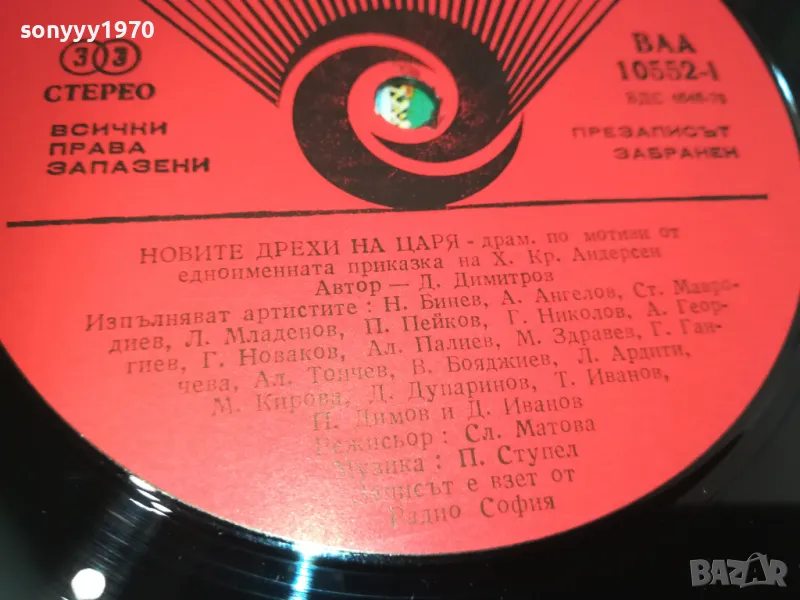 sonyyy1970
33
СТЕРЕО
ВСИЧКИ
ПРАВА
ЗАПАЗЕНИ
ВАА
10552-1
БДС
ПРЕЗАПИСЪТ
ЗАБРАНЕН
НОВИТЕ ДРЕХИ НА ЦАРЯ - драм. по мотиви от
едноименната приказка на Х. Кр. Андерсен
Автор — Д. Димитров
Изпълняват артистите : Н. Бинев, А. Ангелов, Ст. Мавро-
диев, Л. Младенов, П. Пейков, Г. Николов, А. Геор-
гиев, Г. Новаков, Ал. Палиев, М. Здравев, Г. Ган-
чева, Ал. Тончев, В. Бояджиев, Л. Ардити,
М. Кирова, Д. Дупаринов, Т. Иванов,
Димов и Д. Иванов
Режисьор : Сл. Матова
Музика : П. Ступел
Записът е взет от
Радио София
BAZAR